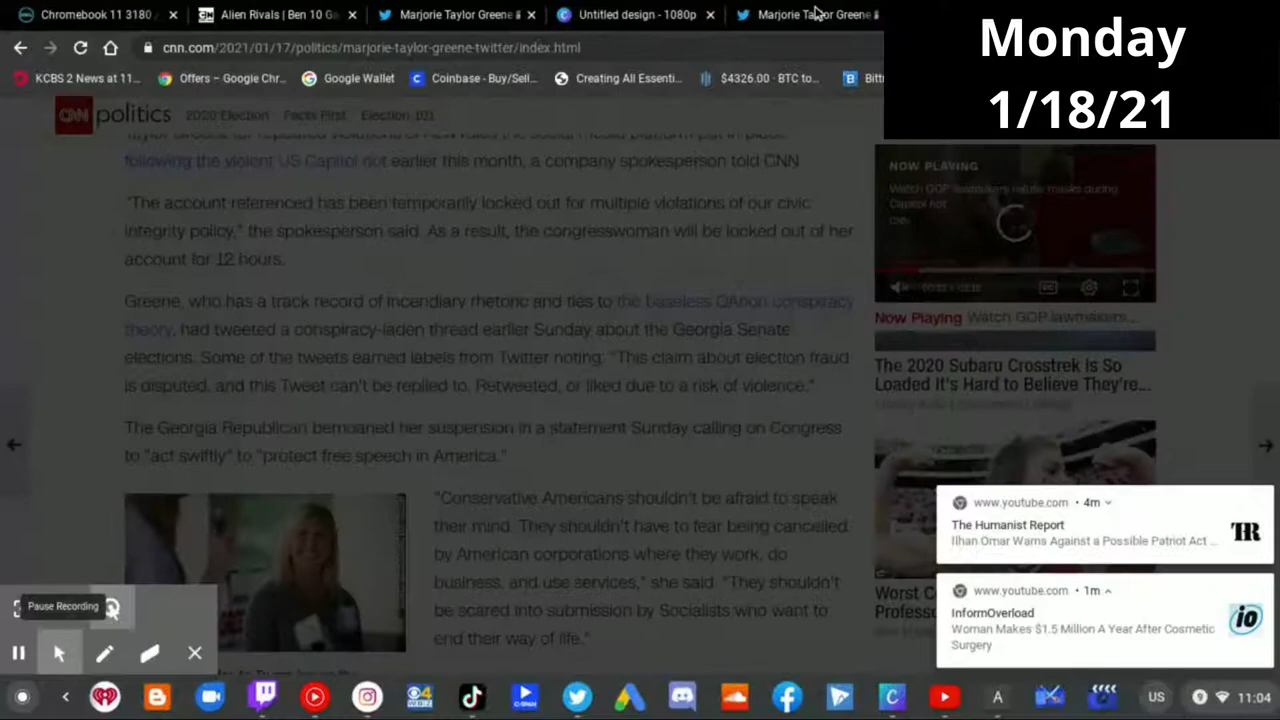 Chromebook 11 3180
Alien Rivals | Ben 10 G
Marjorie Taylor Greene
Untitled design - 1080p
Marjorie Taylor Greene
cnn.com/2021/01/17/politics/marjorie-taylor-greene-twitter/index.html
Monday
1/18/21
KCBS 2 News at 11...
Offers – Google Chr...
Google Wallet
Coinbase - Buy/Sell...
Creating All Essenti...
$4326.00 · BTC to...
CNN politics
2020 Election
Facts First
Election 101
following the violent US Capitol riot earlier this month, a company spokesperson told CNN
"The account referenced has been temporarily locked out for multiple violations of our civic
integrity policy," the spokesperson said. As a result, the congresswoman will be locked out of her
account for 12 hours.
Greene, who has a track record of incendiary rhetoric and ties to the baseless QAnon conspiracy
theory, had tweeted a conspiracy-laden thread earlier Sunday about the Georgia Senate
elections. Some of the tweets earned labels from Twitter noting: "This claim about election fraud
is disputed, and this Tweet can't be replied to, Retweeted, or liked due to a risk of violence."
The Georgia Republican bemoaned her suspension in a statement Sunday calling on Congress
to "act swiftly" to "protect free speech in America."
"Conservative Americans shouldn't be afraid to speak
their mind. They shouldn't have to fear being cancelled
by American corporations where they work, do
business, and use services," she said. "They shouldn't
be scared into submission by Socialists who want to
end their way of life."
NOW PLAYING
Watch GOP lawmakers refuse masks during
Capitol riot
Now Playing Watch GOP lawmakers...
The 2020 Subaru Crosstrek Is So
Loaded It's Hard to Believe They're...
Worst C
Profess
www.youtube.com • 4m
The Humanist Report
Ilhan Omar Warns Against a Possible Patriot Act ...
www.youtube.com • 1m
InformOverload
Woman Makes $1.5 Million A Year After Cosmetic
Surgery
io
Pause Recording
US
11:04